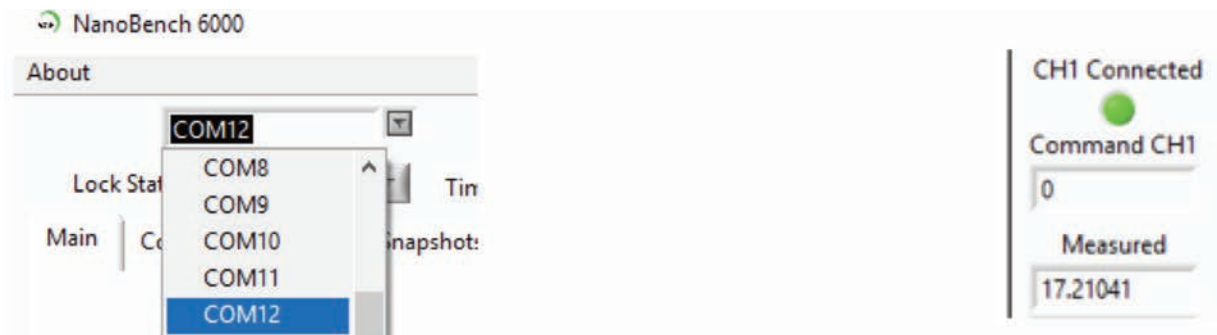 NanoBench 6000
About
COM12
COM8
Lock Stat
Tim
COM9
Main
Co
COM10
Snapshots
COM11
COM12
CH1 Connected
Command CH1
0
Measured
17.21041